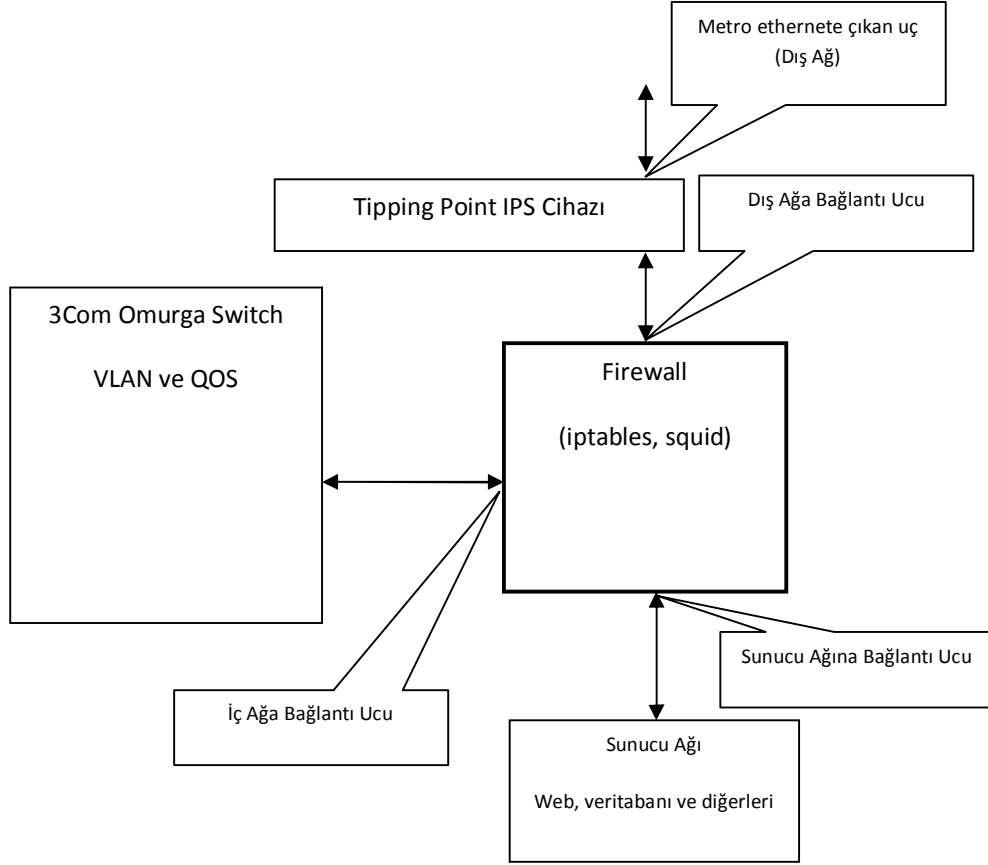 Metro ethernete çıkan uç
(Dış Ağ)
Tipping Point IPS Cihazı
Dış Ağa Bağlantı Ucu
3Com Omurga Switch
VLAN ve QOS
Firewall
(iptables, squid)
Sunucu Ağına Bağlantı Ucu
İç Ağa Bağlantı Ucu
Sunucu Ağı
Web, veritabanı ve diğerleri